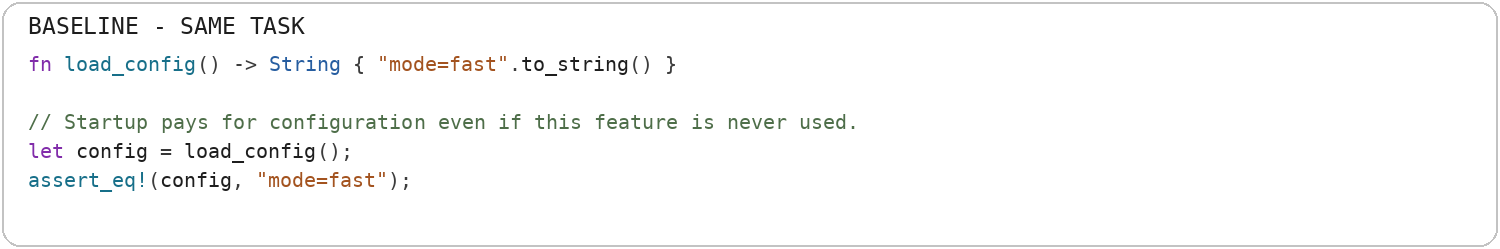 BASELINE - SAME TASK
fn load_config() -> String { "mode=fast".to_string() }
// Startup pays for configuration even if this feature is never used.
let config = load_config();
assert_eq!(config, "mode=fast");